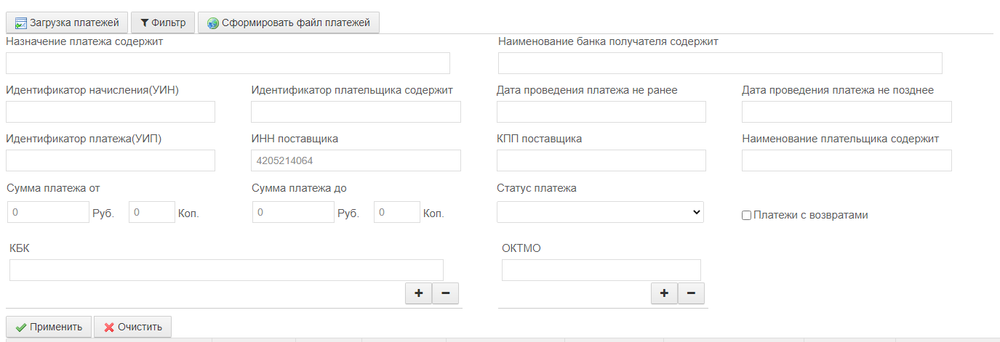 Загрузка платежей Фильтр Сформировать файл платежей
Назначение платежа содержит Наименование банка получателя содержит
Идентификатор начисления(УИН) Идентификатор плательщика содержит Дата проведения платежа не ранее Дата проведения платежа не позднее
Идентификатор платежа(УИП) ИНН поставщика КПП поставщика Наименование плательщика содержит
4205214064
Сумма платежа от Сумма платежа до Статус платежа
0 Руб. 0 Коп. 0 Руб. 0 Коп. Платежи с возвратами
КБК ОКТМО
+ − + −
Применить Очистить